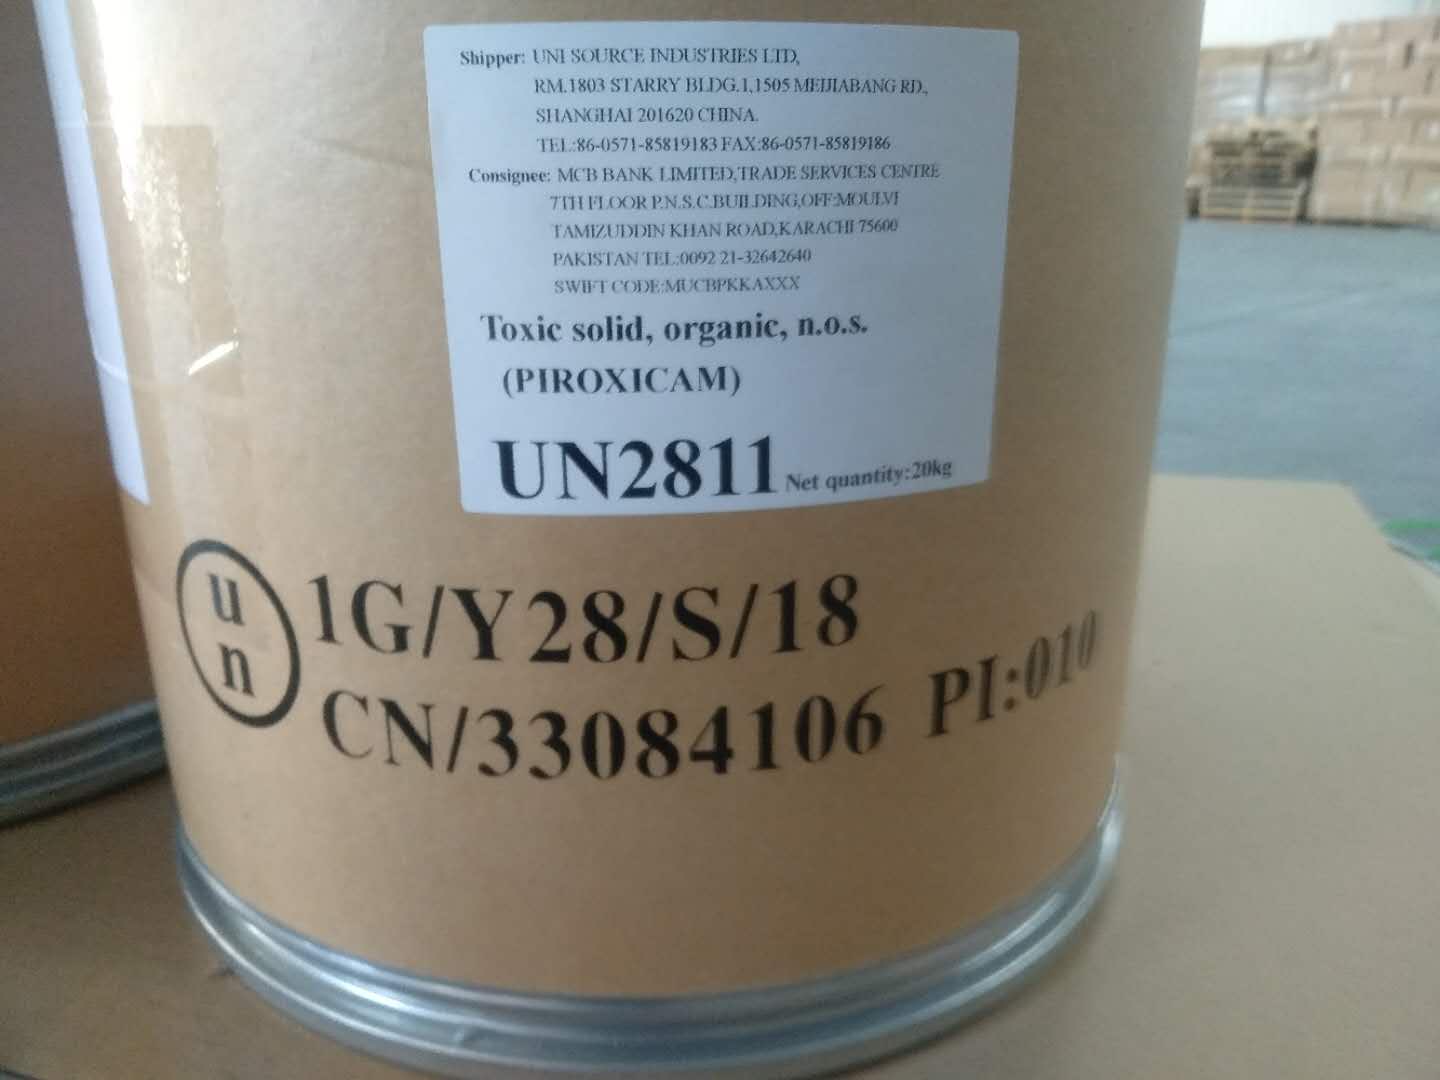 Shipper: UNI SOURCE INDUSTRIES LTD,
RM.1803 STARRY BLDG.1,1505 MEIJIABANG RD.,
SHANGHAI 201620 CHINA.
TEL:86-0571-85819183 FAX:86-0571-85819186
Consignee: MCB BANK LIMITED,TRADE SERVICES CENTRE
7TH FLOOR P.N.S.C.BUILDING,OFF:MOULVI
TAMIZUDDIN KHAN ROAD,KARACHI 75600
PAKISTAN TEL:0092 21-32642640
SWIFT CODE:MUCBPKKAXXX
Toxic solid, organic, n.o.s.
(PIROXICAM)
UN2811 Net quantity:20kg
un 1G/Y28/S/18
CN/33084106 PI:010